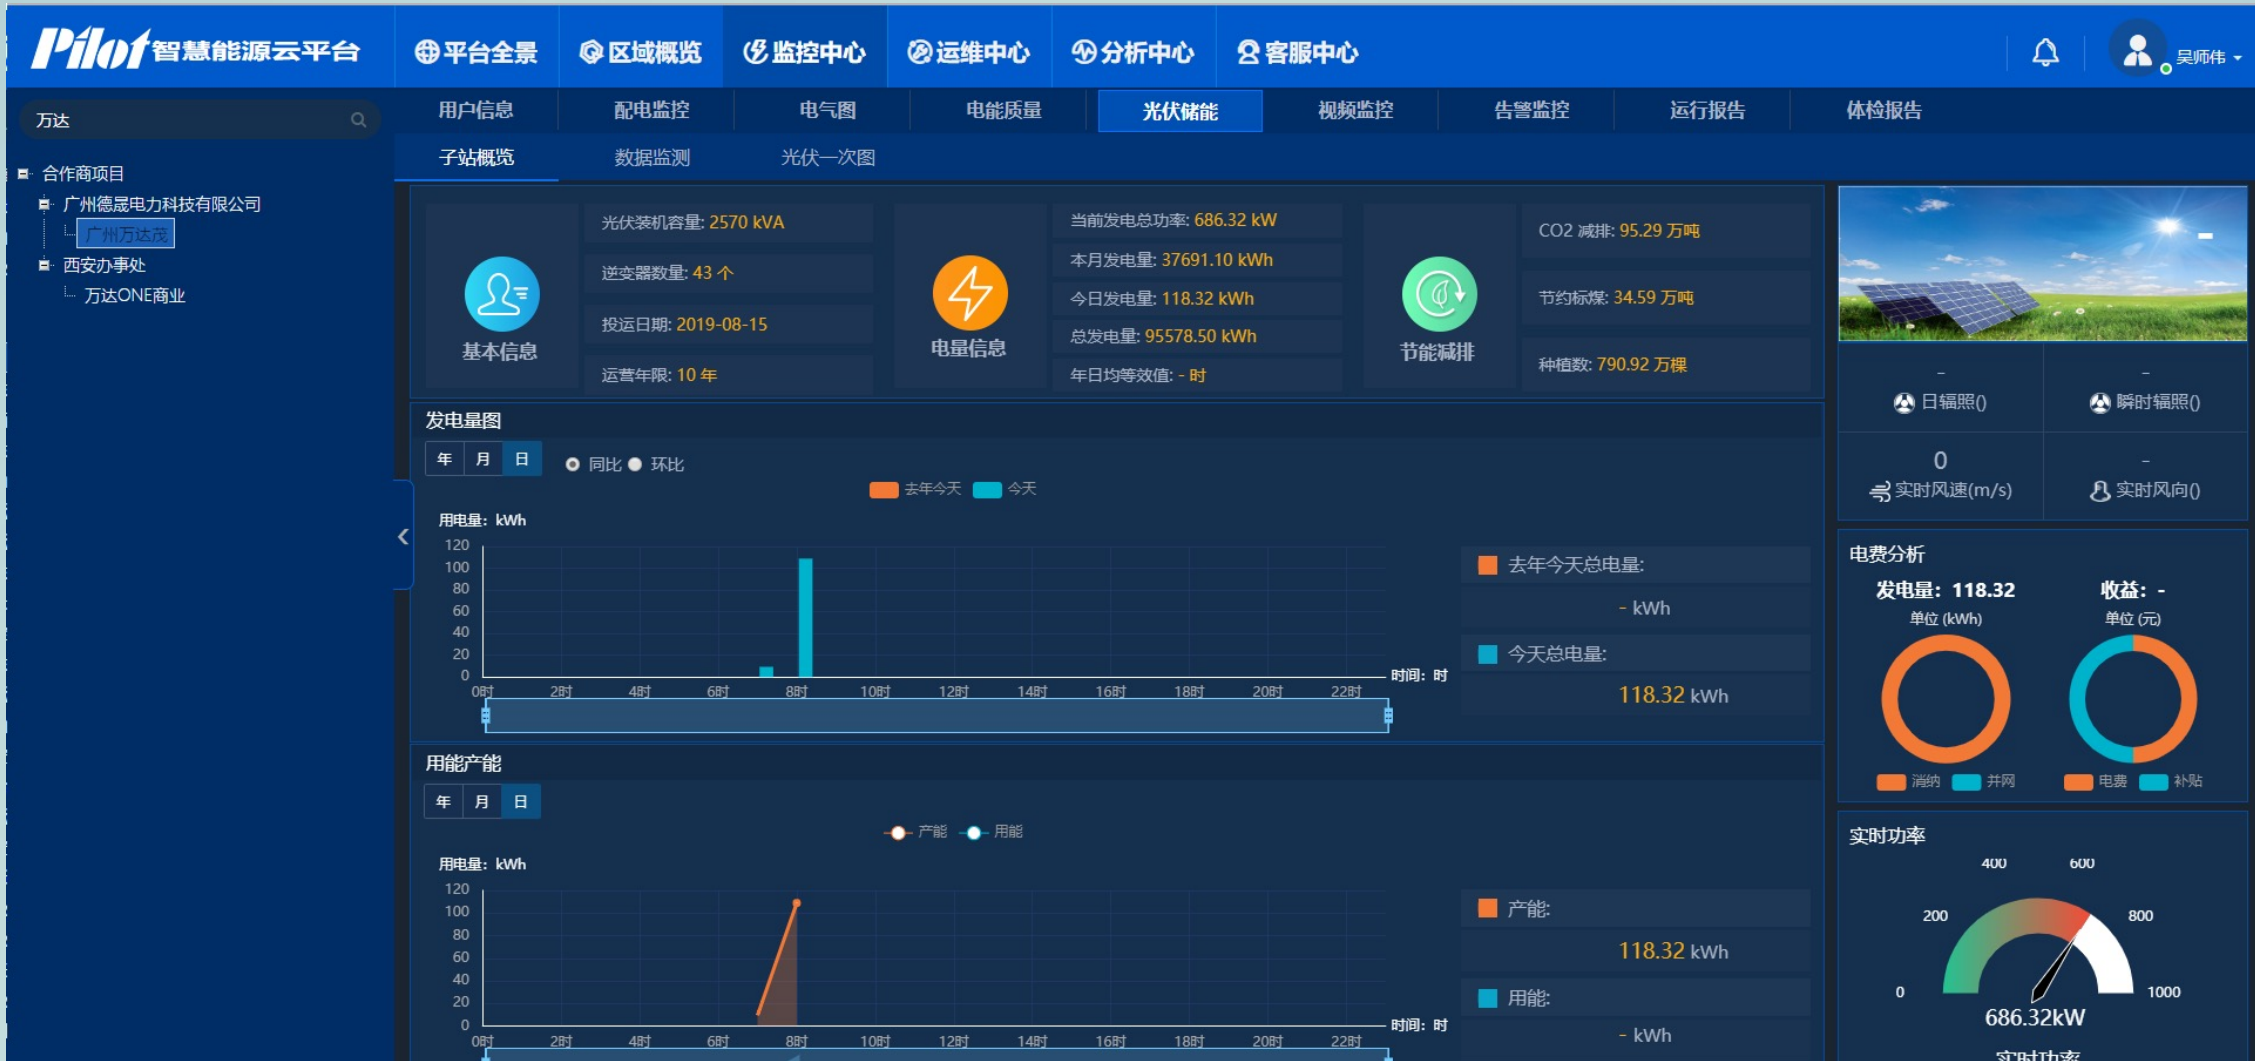 Pilot 智慧能源云平台
平台全景 区域概览 监控中心 运维中心 分析中心 客服中心
吴师伟
万达
用户信息 配电监控 电气图 电能质量 光伏储能 视频监控 告警监控 运行报告 体检报告
子站概览 数据监测 光伏一次图
合作商项目
广州德晟电力科技有限公司
广州万达茂
西安办事处
万达ONE商业
基本信息
光伏装机容量: 2570 kVA
逆变器数量: 43 个
投运日期: 2019-08-15
运营年限: 10 年
电量信息
当前发电总功率: 686.32 kW
本月发电量: 37691.10 kWh
今日发电量: 118.32 kWh
总发电量: 95578.50 kWh
年日均等效值: - 时
节能减排
CO2 减排: 95.29 万吨
节约标煤: 34.59 万吨
种植数: 790.92 万棵
-
- -
日辐照() 瞬时辐照()
0 -
实时风速(m/s) 实时风向()
发电量图
年 月 日 同比 环比
去年今天 今天
用电量: kWh
120
100
80
60
40
20
0
0时 2时 4时 6时 8时 10时 12时 14时 16时 18时 20时 22时
时间: 时
去年今天总电量:
- kWh
今天总电量:
118.32 kWh
用能产能
年 月 日
产能 用能
用电量: kWh
120
100
80
60
40
20
0
0时 2时 4时 6时 8时 10时 12时 14时 16时 18时 20时 22时
时间: 时
产能:
118.32 kWh
用能:
- kWh
电费分析
发电量: 118.32 收益: -
单位 (kWh) 单位 (元)
消纳 并网 电费 补贴
实时功率
400 600
200 800
0 1000
686.32kW
实时功率